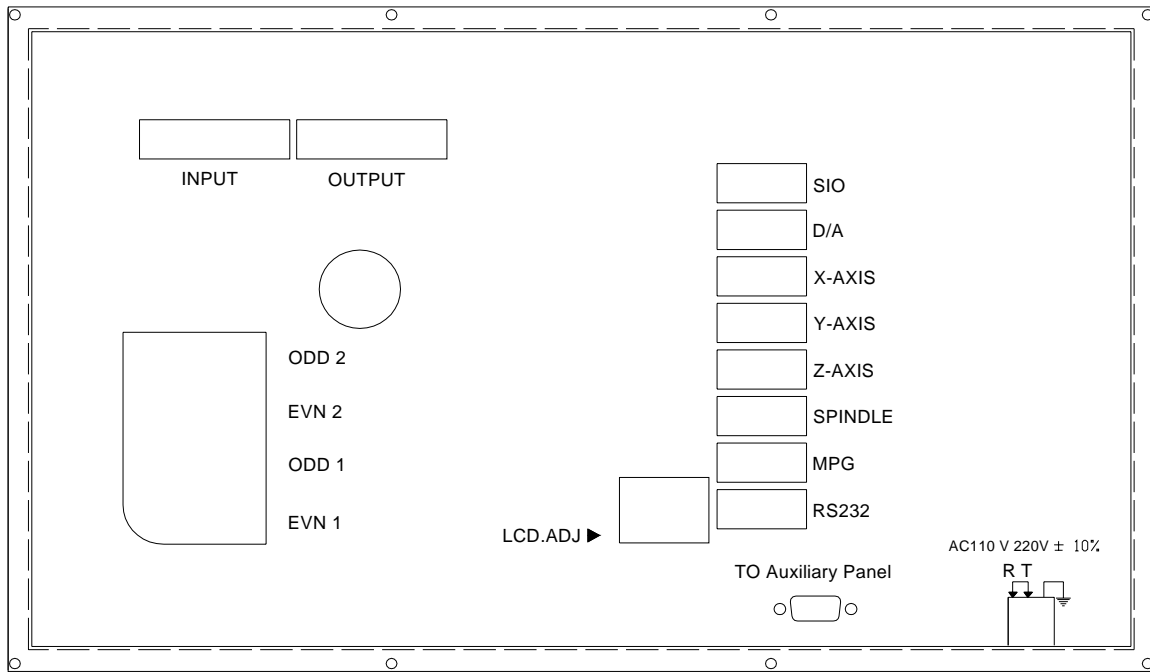 INPUT
OUTPUT
SIO
D/A
X-AXIS
Y-AXIS
Z-AXIS
SPINDLE
MPG
RS232
ODD 2
EVN 2
ODD 1
EVN 1
LCD.ADJ ▶
TO Auxiliary Panel
AC110 V 220V ± 10%
R T